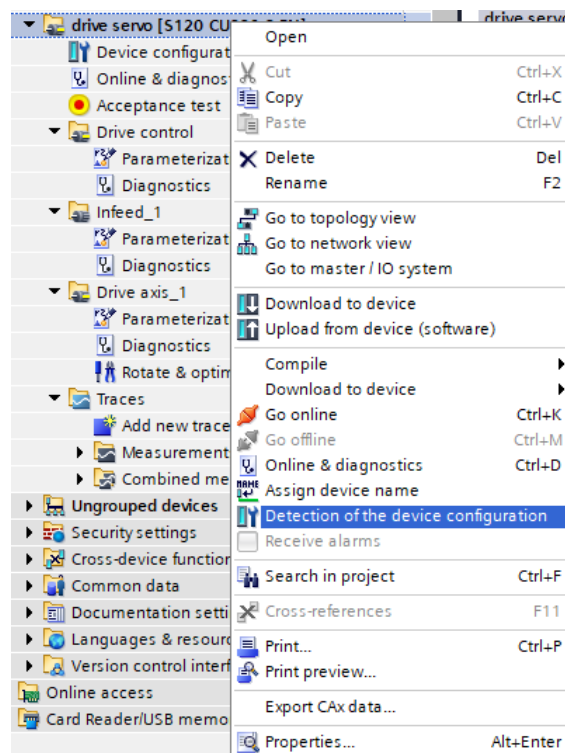 drive servo [S120 CU
drive servo
Open
Device configurat
Cut Ctrl+X
Online & diagnos
Copy Ctrl+C
Acceptance test
Paste Ctrl+V
Drive control
Parameterizat
Delete Del
Diagnostics
Rename F2
Infeed_1
Go to topology view
Parameterizat
Go to network view
Diagnostics
Go to master / IO system
Drive axis_1
Download to device
Parameterizat
Upload from device (software)
Diagnostics
Compile
Rotate & optim
Download to device
Traces
Go online Ctrl+K
Add new trace
Go offline Ctrl+M
Measurement
Online & diagnostics Ctrl+D
Combined me
Assign device name
Ungrouped devices
Detection of the device configuration
Security settings
Receive alarms
Cross-device function
Search in project Ctrl+F
Common data
Cross-references F11
Documentation setti
Print... Ctrl+P
Languages & resourc
Print preview...
Version control interf
Online access
Export CAx data...
Card Reader/USB memo
Properties... Alt+Enter